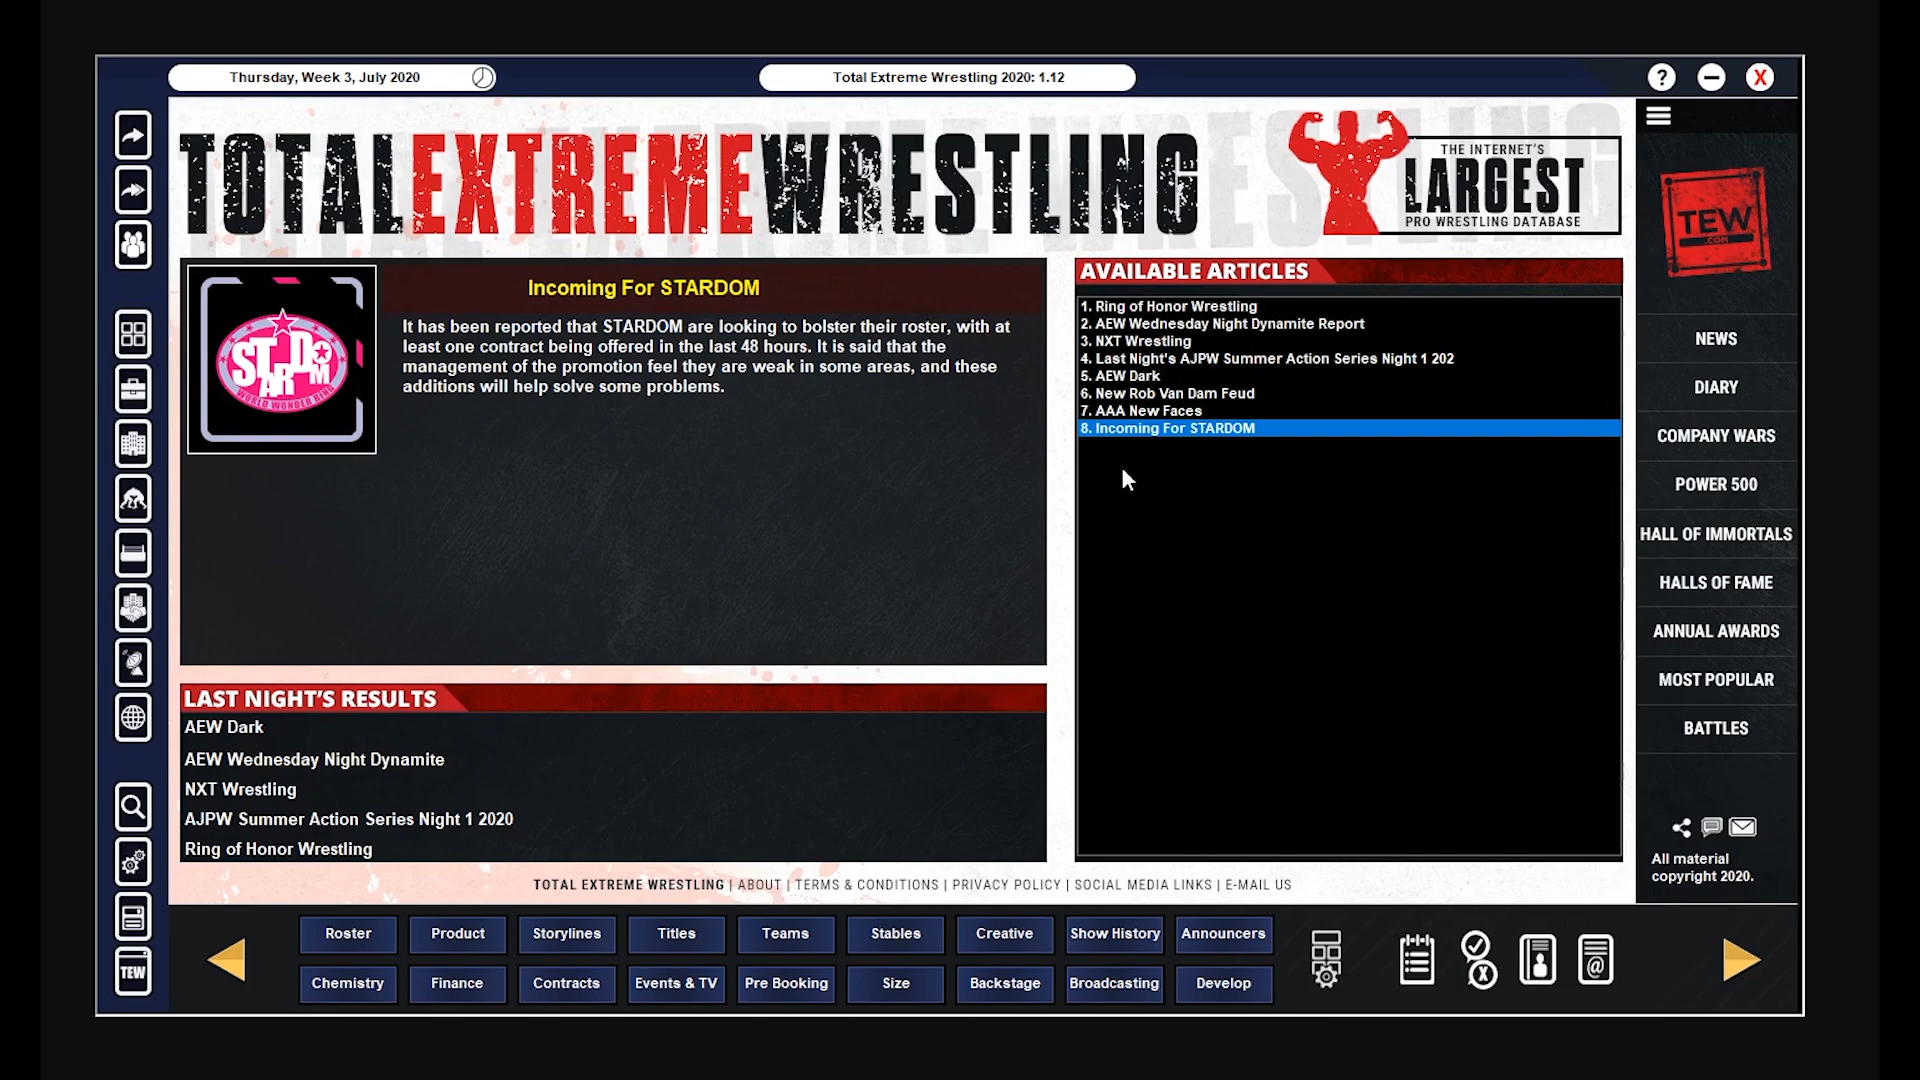 Thursday, Week 3, July 2020
Total Extreme Wrestling 2020: 1.12
?
X
TOTALEXTREMEWRESTLING
THE INTERNET'S
LARGEST
PRO WRESTLING DATABASE
TEW
.COM
STARDOM
WORLD WONDER RING
Incoming For STARDOM
It has been reported that STARDOM are looking to bolster their roster, with at
least one contract being offered in the last 48 hours. It is said that the
management of the promotion feel they are weak in some areas, and these
additions will help solve some problems.
AVAILABLE ARTICLES
1. Ring of Honor Wrestling
2. AEW Wednesday Night Dynamite Report
3. NXT Wrestling
4. Last Night's AJPW Summer Action Series Night 1 202
5. AEW Dark
6. New Rob Van Dam Feud
7. AAA New Faces
8. Incoming For STARDOM
LAST NIGHT'S RESULTS
AEW Dark
AEW Wednesday Night Dynamite
NXT Wrestling
AJPW Summer Action Series Night 1 2020
Ring of Honor Wrestling
NEWS
DIARY
COMPANY WARS
POWER 500
HALL OF IMMORTALS
HALLS OF FAME
ANNUAL AWARDS
MOST POPULAR
BATTLES
All material
copyright 2020.
TOTAL EXTREME WRESTLING | ABOUT | TERMS & CONDITIONS | PRIVACY POLICY | SOCIAL MEDIA LINKS | E-MAIL US
TEW
Roster Product Storylines Titles Teams Stables Creative Show History Announcers
Chemistry Finance Contracts Events & TV Pre Booking Size Backstage Broadcasting Develop